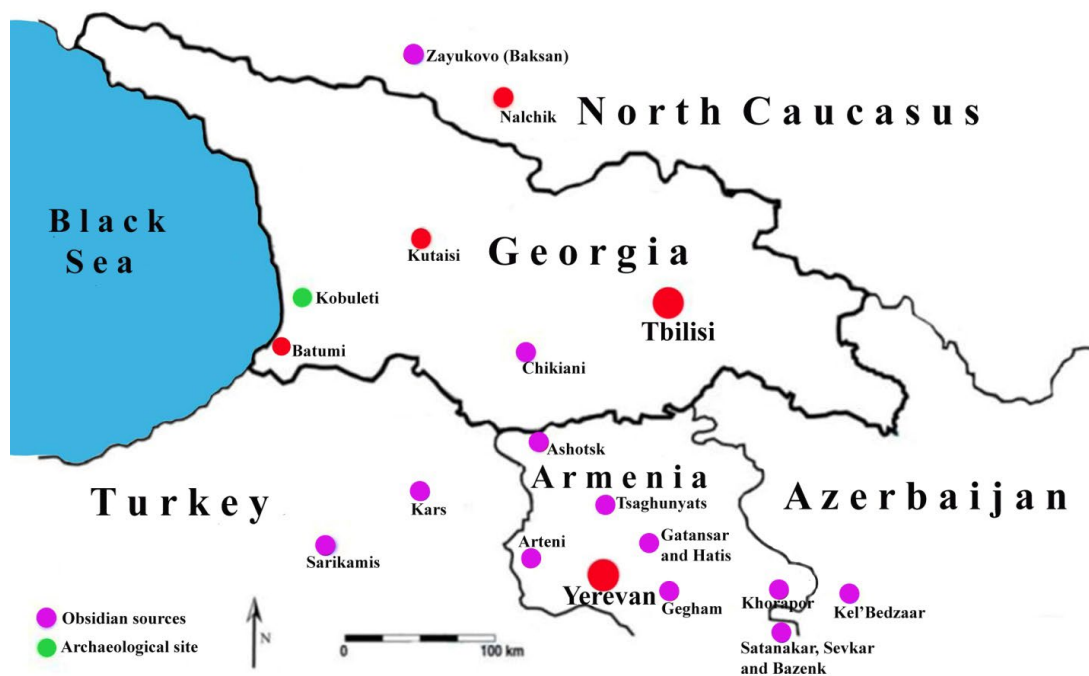 Zayukovo (Baksan)
Nalchik
North Caucasus
Black
Sea
Kutaisi
Georgia
Kobuleti
Tbilisi
Batumi
Chikiani
Ashotsk
Armenia
Turkey
Kars
Tsaghunyats
Azerbaijan
Arteni
Gatansar
and Hatis
Sarikamis
Yerevan
Gegham
Khorapor
Kel’Bedzaar
Obsidian sources
Archaeological site
N
0
100 km
Satanakar, Sevkar
and Bazenk